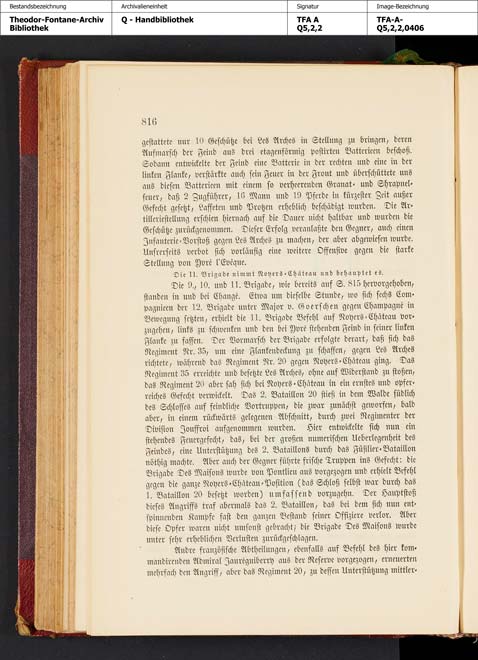 Bestandsbezeichnung
Archivalieneinheit
Signatur
Image-Bezeichnung
Theodor-Fontane-Archiv
Bibliothek
Q - Handbibliothek
TFA A
Q5,2,2
TFA-A-
Q5,2,2,0406
816
gestattete nur 10 Geschütze bei Les Arches in Stellung zu bringen, deren
Aufmarsch der Feind aus drei etagenförmig postirten Batterieen beschoß.
Sodann entwickelte der Feind eine Batterie in der rechten und eine in der
linken Flanke, verstärkte auch sein Feuer in der Front und überschüttete uns
aus diesen Batterieen mit einem so verheerenden Granat- und Shrapnel-
feuer, daß 2 Zugführer, 16 Mann und 19 Pferde in kürzester Zeit außer
Gefecht gesetzt, Laffeten und Protzen erheblich beschädigt wurden. Die Ar-
tilleriestellung erschien hiernach auf die Dauer nicht haltbar und wurden die
Geschütze zurückgenommen. Dieser Erfolg veranlaßte den Gegner, auch einen
Infanterie-Vorstoß gegen Les Arches zu machen, der aber abgewiesen wurde.
Unserseits verbot sich vorläufig eine weitere Offensive gegen die starke
Stellung von Yvré l'Evêque.
Die 11. Brigade nimmt Noyers-Château und behauptet es.
Die 9., 10. und 11. Brigade, wie bereits auf S. 815 hervorgehoben,
standen in und bei Changé. Etwa um dieselbe Stunde, wo sich sechs Com-
pagnieen der 12. Brigade unter Major v. Goerschen gegen Champagne in
Bewegung setzten, erhielt die 11. Brigade Befehl auf Noyers-Château vor-
zugehen, links zu schwenken und den bei Yvré stehenden Feind in seiner linken
Flanke zu fassen. Der Vormarsch der Brigade erfolgte derart, daß sich das
Regiment Nr. 35, um eine Flankendeckung zu schaffen, gegen Les Arches
richtete, während das Regiment Nr. 20 gegen Noyers-Château ging. Das
Regiment 35 erreichte und besetzte Les Arches, ohne auf Widerstand zu stoßen,
das Regiment 20 aber sah sich bei Noyers-Château in ein ernstes und opfer-
reiches Gefecht verwickelt. Das 2. Bataillon 20 stieß in dem Walde südlich
des Schlosses auf feindliche Vortruppen, die zwar zunächst geworfen, bald
aber, in einem rückwärts gelegenen Abschnitt, durch zwei Regimenter der
Division Jouffroi aufgenommen wurden. Hier entwickelte sich nun ein
stehendes Feuergefecht, das, bei der großen numerischen Ueberlegenheit des
Feindes, eine Unterstützung des 2. Bataillons durch das Füsilier-Bataillon
nöthig machte. Aber auch der Gegner führte frische Truppen ins Gefecht: die
Brigade Des Maisons wurde von Pontlieu aus vorgezogen und erhielt Befehl
gegen die ganze Noyers-Château-Position (das Schloß selbst war durch das
1. Bataillon 20 besetzt worden) umfassend vorzugehn. Der Hauptstoß
dieses Angriffs traf abermals das 2. Bataillon, das bei dem sich nun ent-
spinnenden Kampfe fast den ganzen Bestand seiner Offiziere verlor. Aber
diese Opfer waren nicht umsonst gebracht; die Brigade Des Maisons wurde
unter sehr erheblichen Verlusten zurückgeschlagen.
Andre französische Abtheilungen, ebenfalls auf Befehl des hier kom-
mandirenden Admiral Jauréguiberry aus der Reserve vorgezogen, erneuerten
mehrfach den Angriff, aber das Regiment 20, zu dessen Unterstützung mittler-